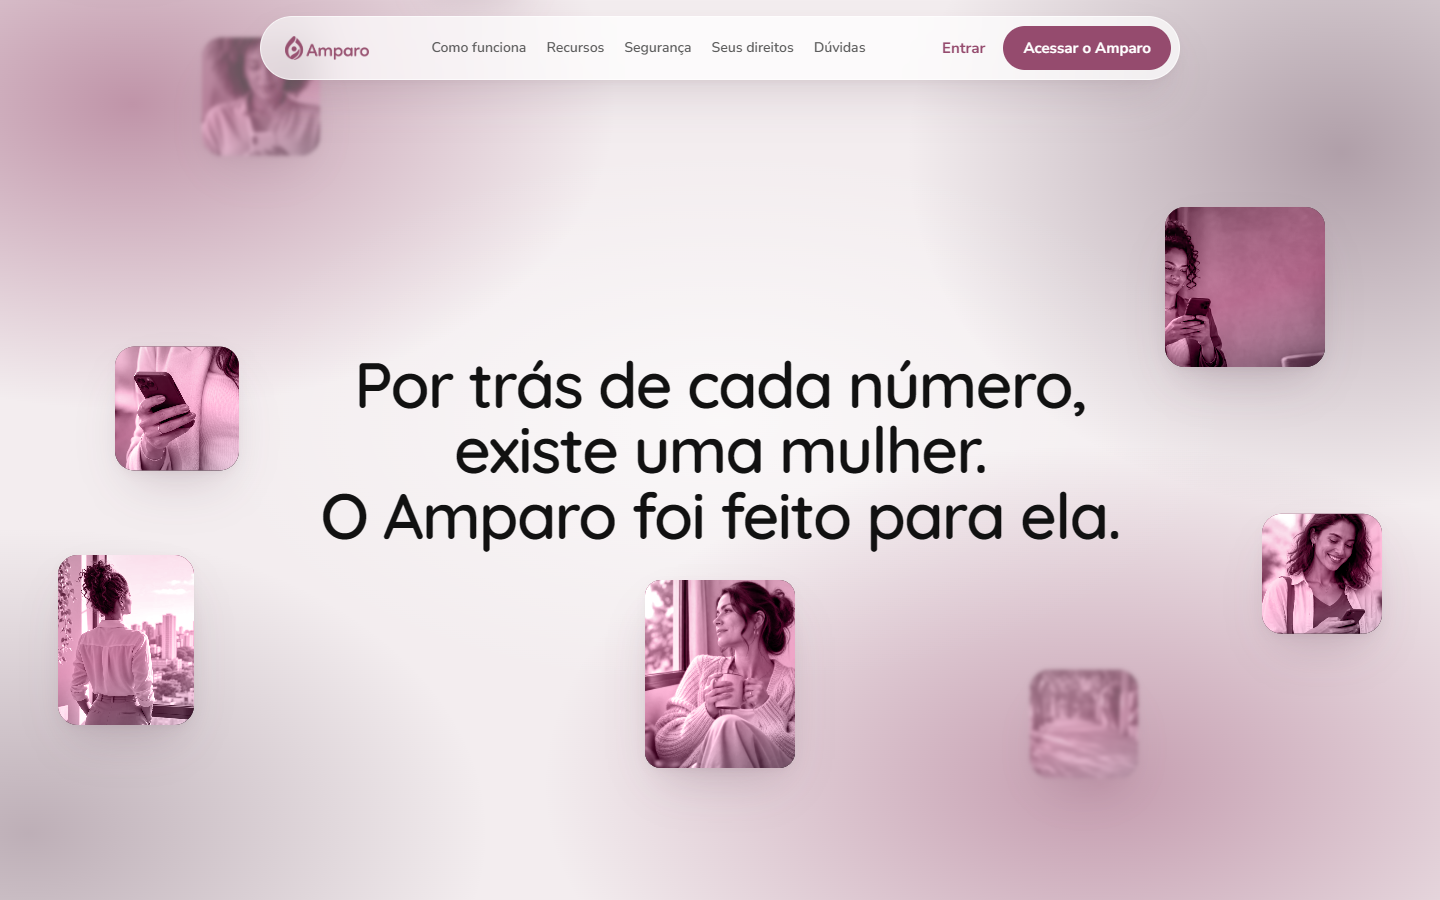 Amparo
Como funciona
Recursos
Segurança
Seus direitos
Dúvidas
Entrar
Acessar o Amparo
Por trás de cada número,
existe uma mulher.
O Amparo foi feito para ela.